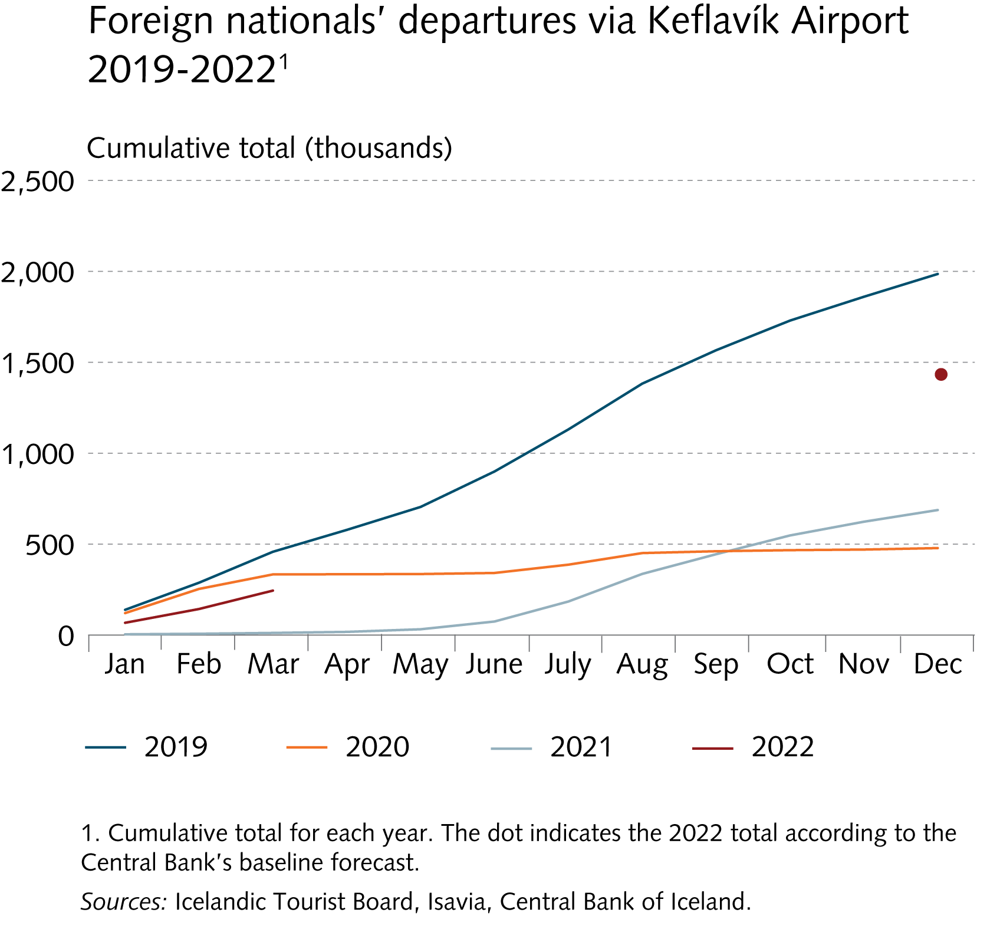 Foreign nationals' departures via Keflavík Airport
2019-2022¹
Cumulative total (thousands)
2,500
2,000
1,500
1,000
500
0
Jan Feb Mar Apr May June July Aug Sep Oct Nov Dec
2019 2020 2021 2022
1. Cumulative total for each year. The dot indicates the 2022 total according to the
Central Bank's baseline forecast.
Sources: Icelandic Tourist Board, Isavia, Central Bank of Iceland.